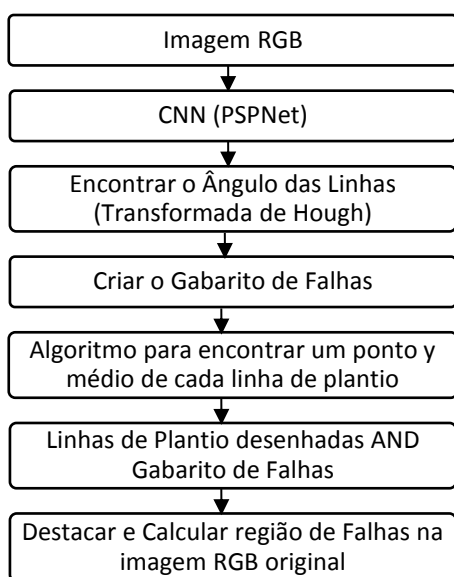 Imagem RGB
CNN (PSPNet)
Encontrar o Ângulo das Linhas
(Transformada de Hough)
Criar o Gabarito de Falhas
Algoritmo para encontrar um ponto y
médio de cada linha de plantio
Linhas de Plantio desenhadas AND
Gabarito de Falhas
Destacar e Calcular região de Falhas na
imagem RGB original